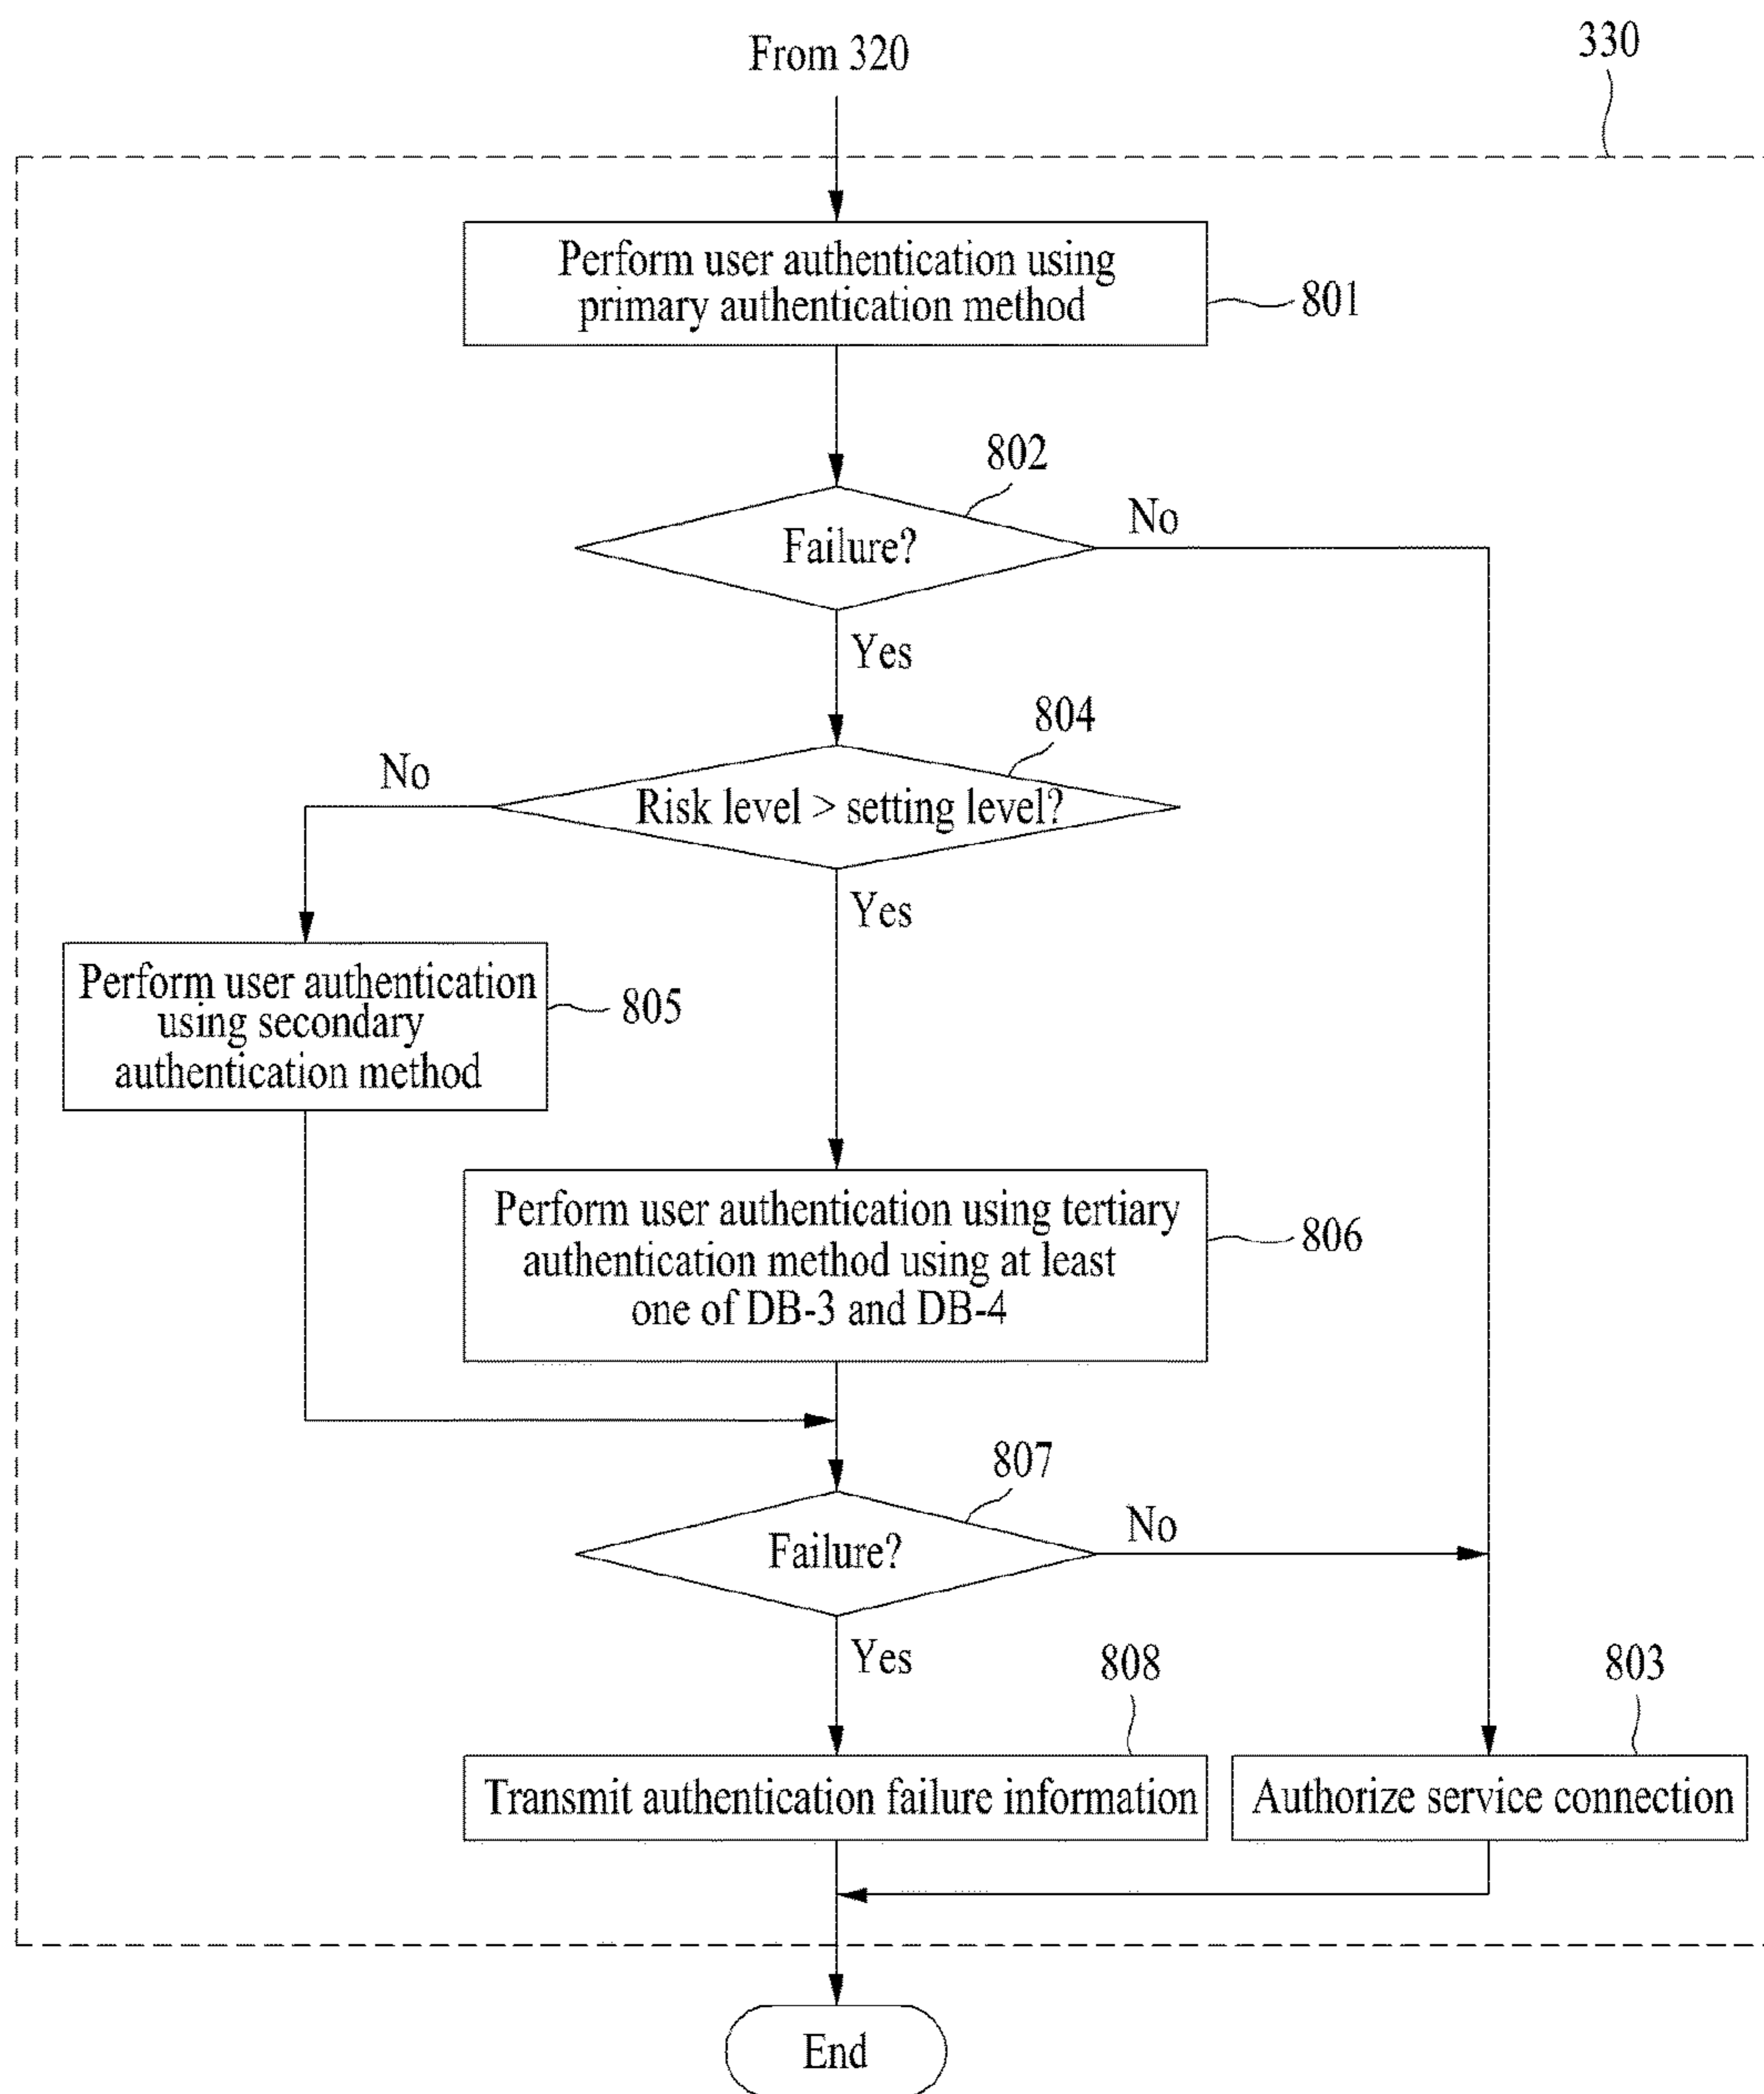 From 320
330
Perform user authentication using
primary authentication method
801
802
Failure?
No
Yes
804
No
Risk level > setting level?
Yes
Perform user authentication
using secondary
authentication method
805
Perform user authentication using tertiary
authentication method using at least
one of DB-3 and DB-4
806
807
Failure?
No
Yes
808
803
Transmit authentication failure information
Authorize service connection
End